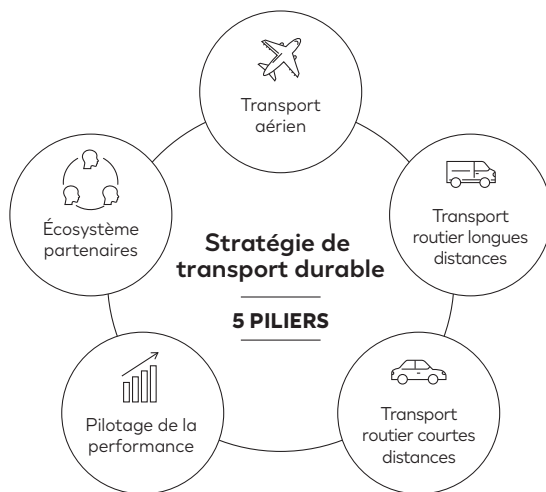 Transport
aérien
Écosystème
partenaires
Transport
routier longues
distances
Stratégie de
transport durable
5 PILIERS
Pilotage de la
performance
Transport
routier courtes
distances